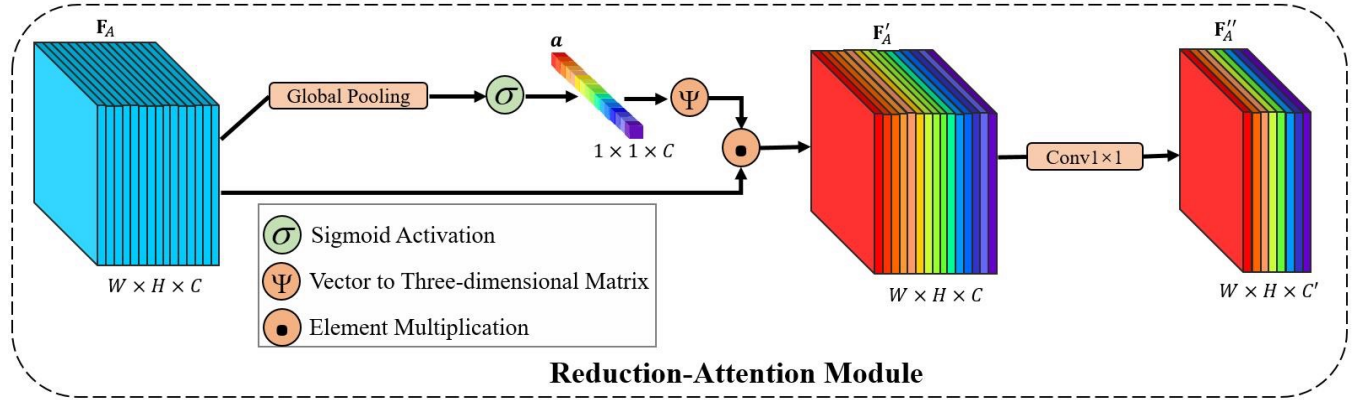 F_A
Global Pooling
σ
a
Ψ
1 × 1 × C
F'_A
Conv1×1
F''_A
W × H × C
σ Sigmoid Activation
Ψ Vector to Three-dimensional Matrix
Element Multiplication
W × H × C
W × H × C'
Reduction-Attention Module